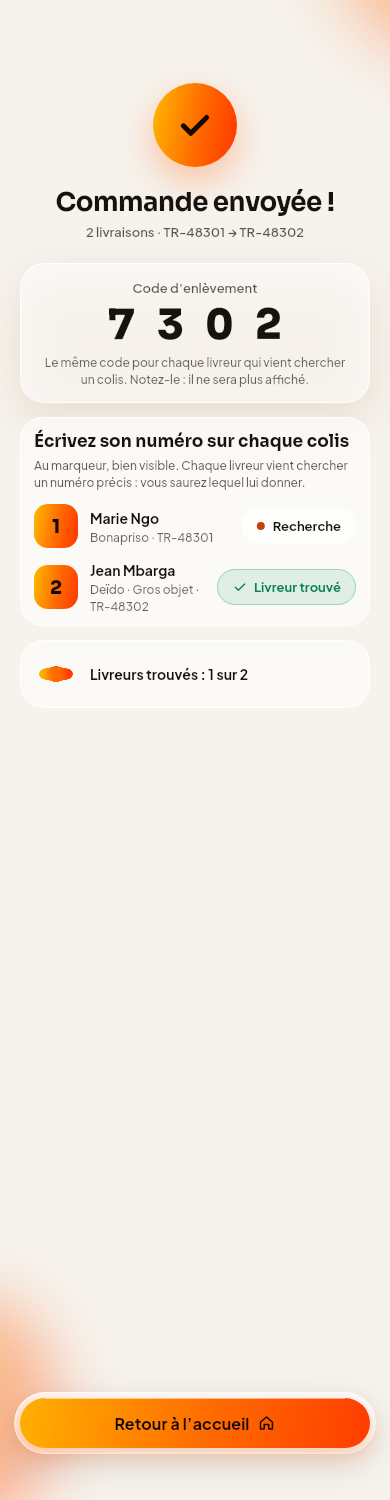 Commande envoyée !
2 livraisons · TR-48301 → TR-48302
Code d’enlèvement
7 3 0 2
Le même code pour chaque livreur qui vient chercher
un colis. Notez-le : il ne sera plus affiché.
Écrivez son numéro sur chaque colis
Au marqueur, bien visible. Chaque livreur vient chercher
un numéro précis : vous saurez lequel lui donner.
1
Marie Ngo
Bonapriso · TR-48301
Recherche
2
Jean Mbarga
Deïdo · Gros objet ·
TR-48302
Livreur trouvé
Livreurs trouvés : 1 sur 2
Retour à l’accueil